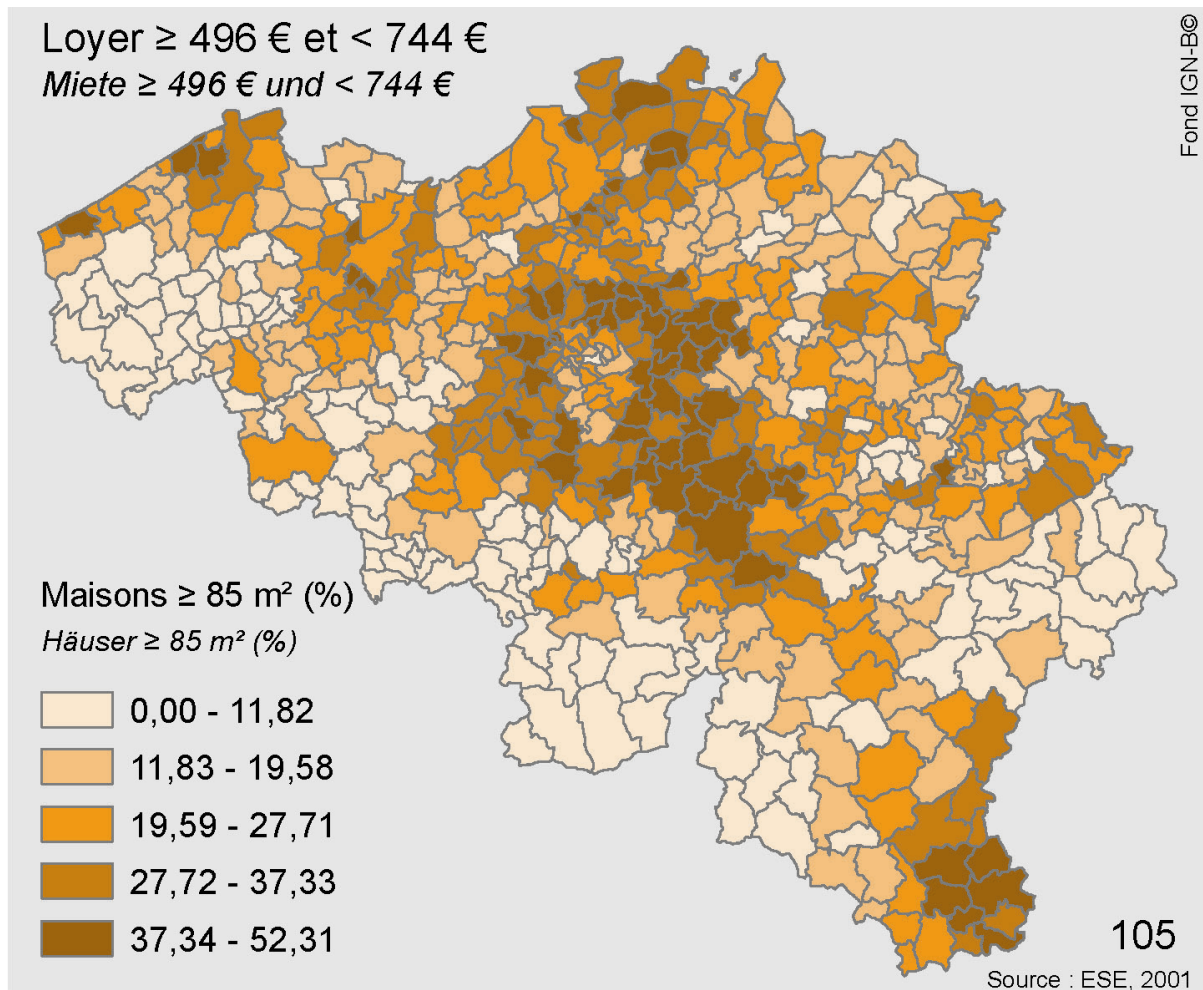 Loyer ≥ 496 € et < 744 €
Miete ≥ 496 € und < 744 €
Fond IGN-B©
Maisons ≥ 85 m² (%)
Häuser ≥ 85 m² (%)
0,00 - 11,82
11,83 - 19,58
19,59 - 27,71
27,72 - 37,33
37,34 - 52,31
105
Source : ESE, 2001